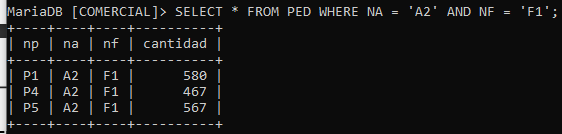 MariaDB [COMERCIAL]> SELECT * FROM PED WHERE NA = 'A2' AND NF = 'F1';
+----+----+----+----------+
| np | na | nf | cantidad |
+----+----+----+----------+
| P1 | A2 | F1 |      580 |
| P4 | A2 | F1 |      467 |
| P5 | A2 | F1 |      567 |
+----+----+----+----------+